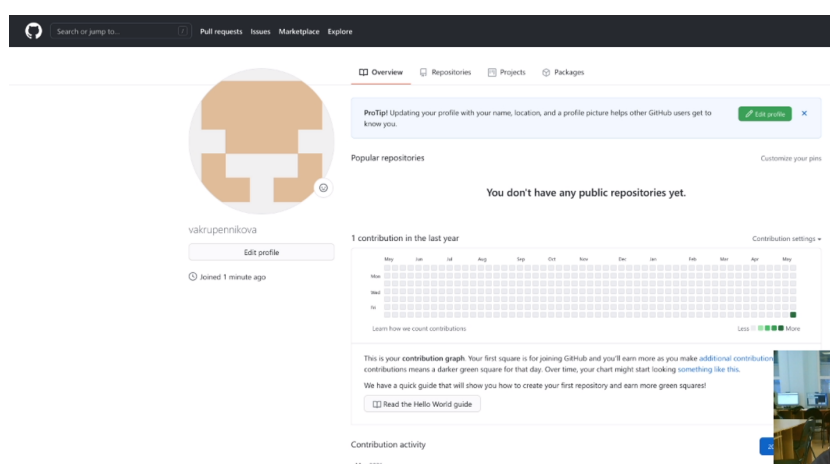 Search or jump to... /
Pull requests Issues Marketplace Explore
Overview Repositories Projects Packages
ProTip! Updating your profile with your name, location, and a profile picture helps other GitHub users get to
know you.
Edit profile
Popular repositories
Customize your pins
You don't have any public repositories yet.
vakrupennikova
Edit profile
Joined 1 minute ago
1 contribution in the last year
Contribution settings
May Jun Jul Aug Sep Oct Nov Dec Jan Feb Mar Apr May
Mon
Wed
Fri
Learn how we count contributions
Less More
This is your contribution graph. Your first square is for joining GitHub and you'll earn more as you make additional contribution
contributions means a darker green square for that day. Over time, your chart might start looking something like this.
We have a quick guide that will show you how to create your first repository and earn more green squares!
Read the Hello World guide
Contribution activity